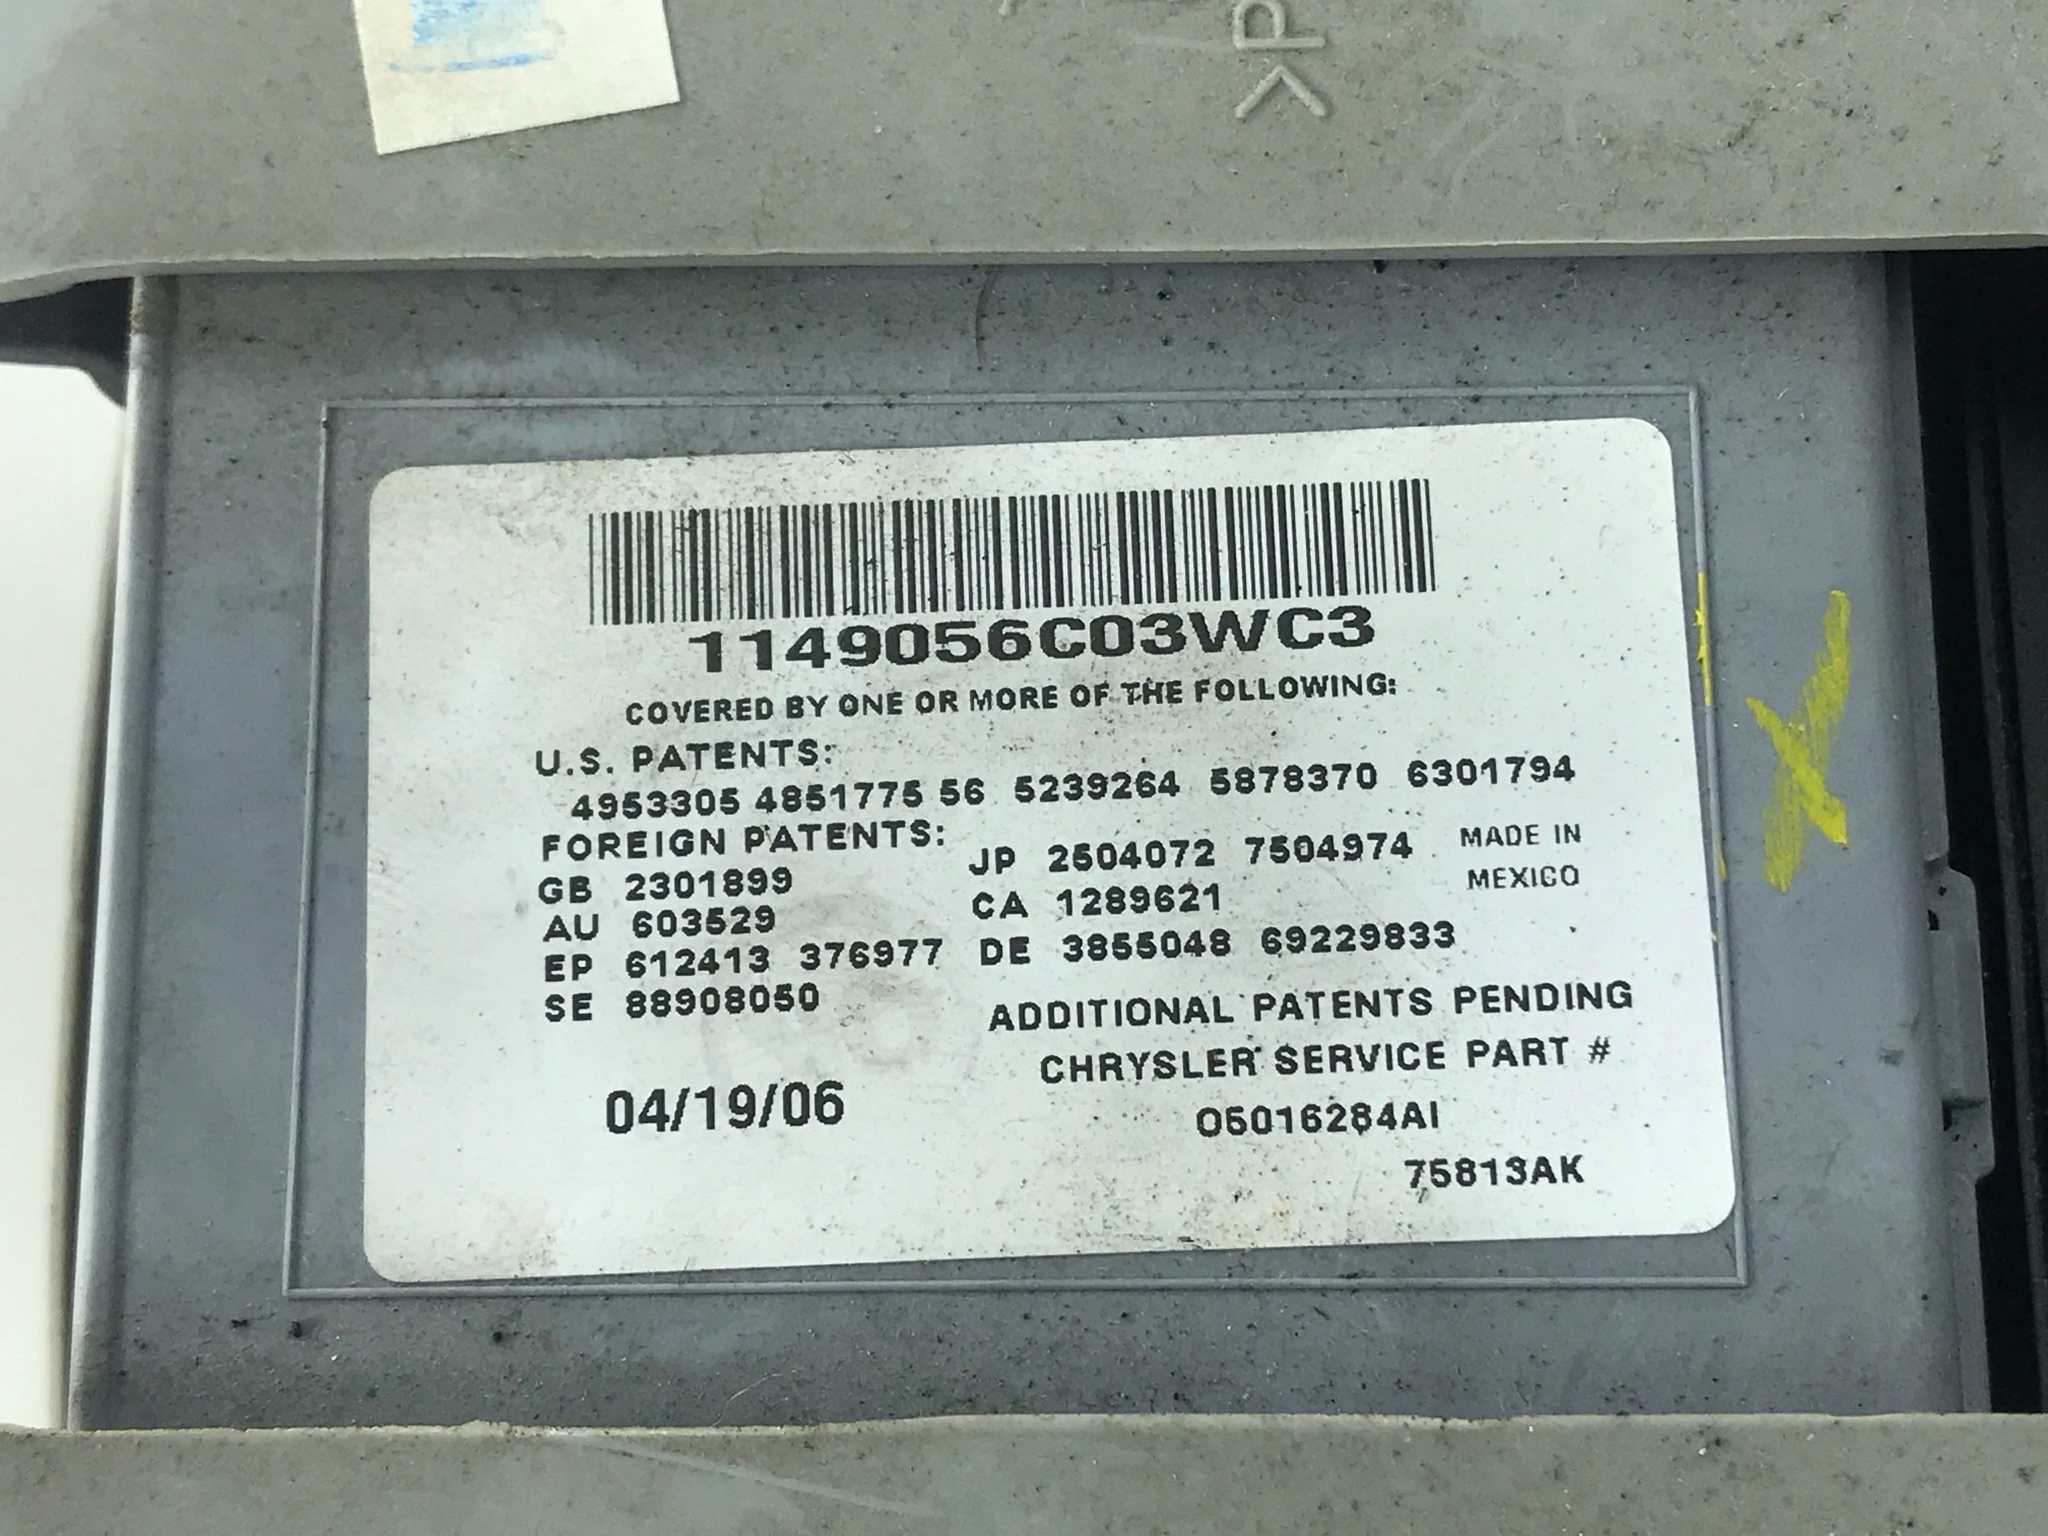 >P
1149056C03WC3
COVERED BY ONE OR MORE OF THE FOLLOWING:
U.S. PATENTS:
4953305 4851775 56 5239264 5878370 6301794
FOREIGN PATENTS:
JP 2504072 7504974
MADE IN
MEXICO
GB 2301899
CA 1289621
AU 603529
EP 612413 376977
DE 3855048 69229833
SE 88908050
ADDITIONAL PATENTS PENDING
CHRYSLER SERVICE PART #
04/19/06
05016284AI
75813AK